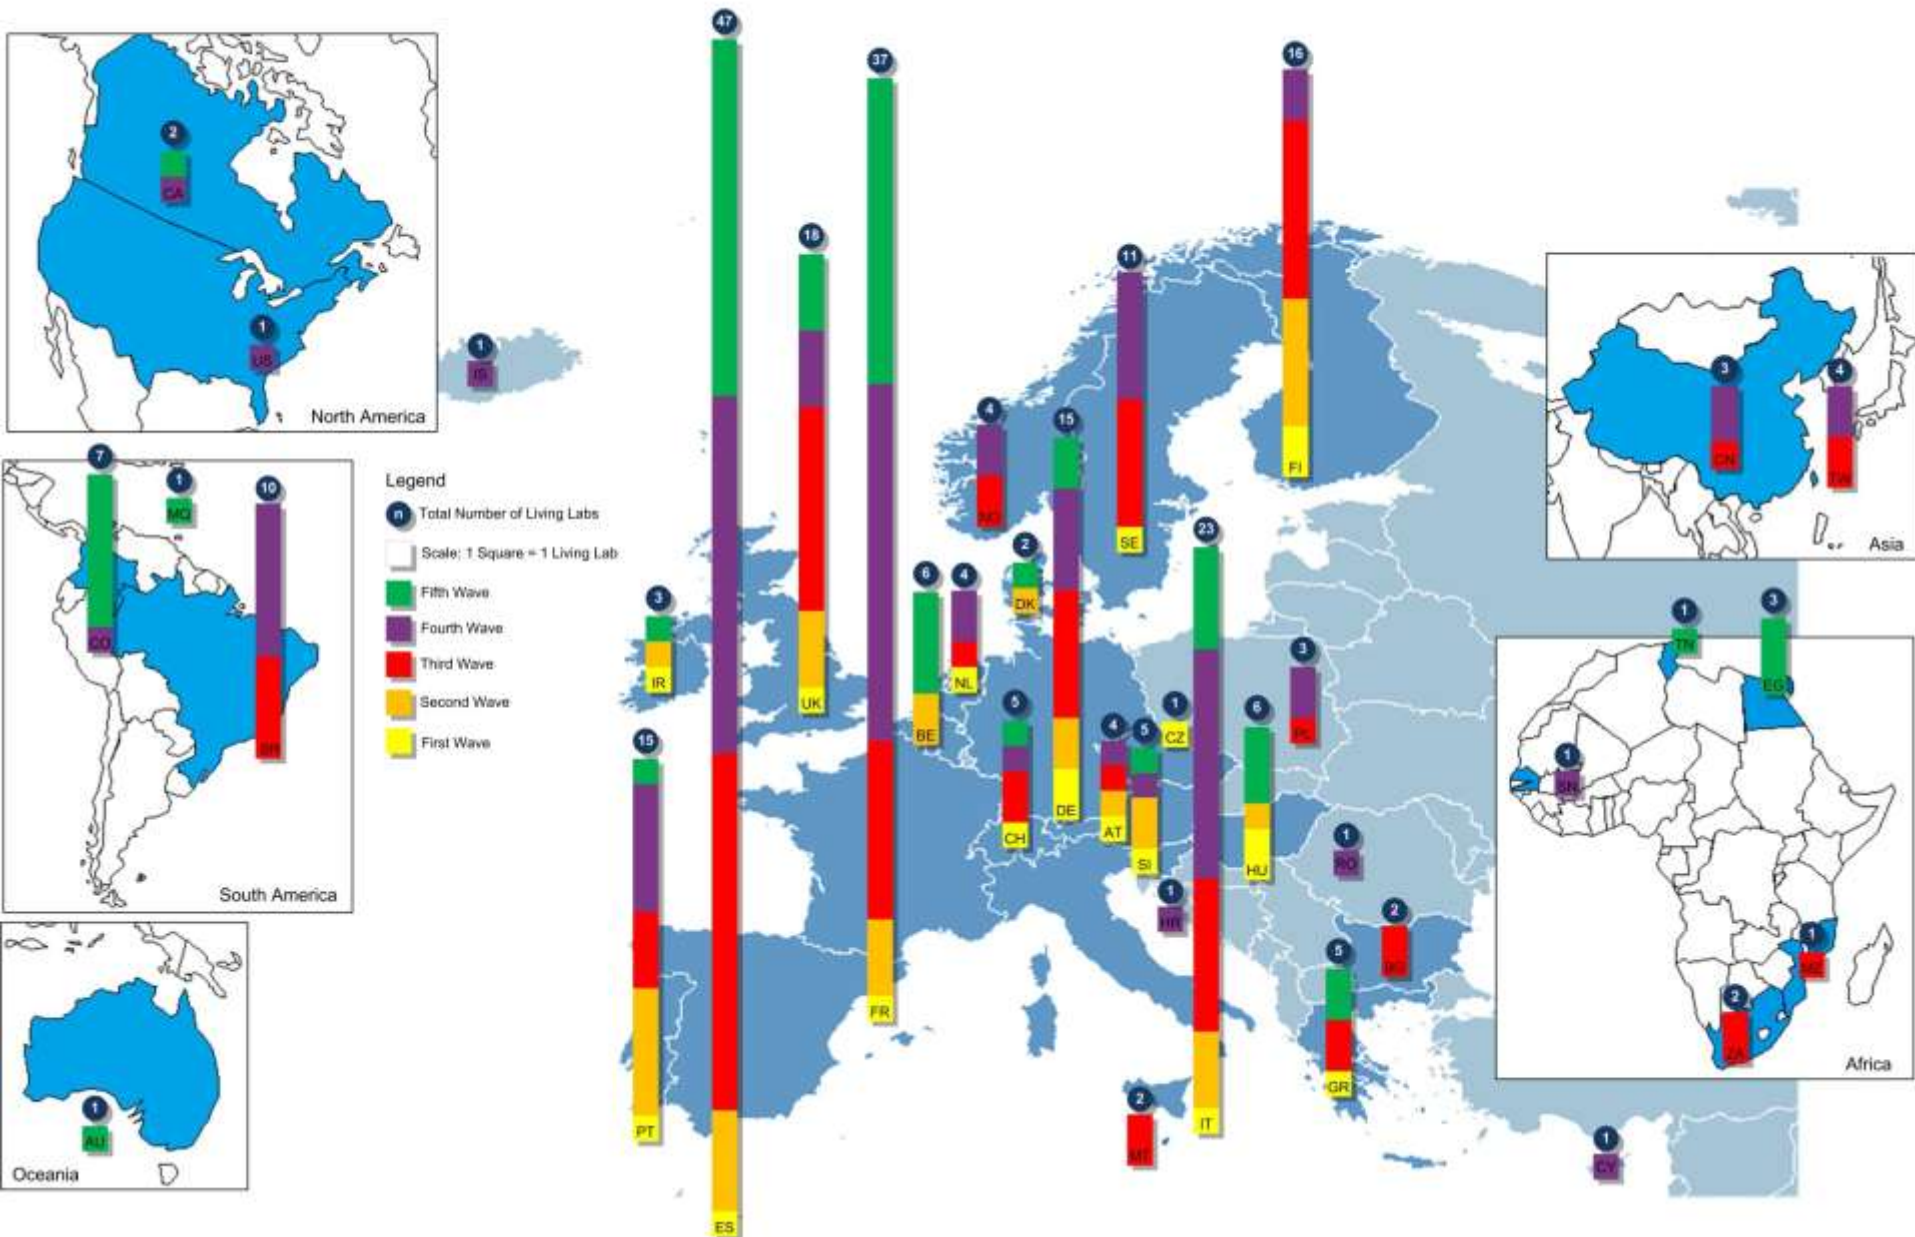 47
37
16
2
CA
18
11
1
US
1
IS
North America
3
CN
4
TW
Asia
7
CO
1
MQ
10
BR
South America
Legend
n Total Number of Living Labs
Scale: 1 Square = 1 Living Lab
Fifth Wave
Fourth Wave
Third Wave
Second Wave
First Wave
4
NO
15
SE
FI
23
2
DK
6
4
NL
3
IR
UK
BE
5
CH
DE
4
AT
5
SI
1
CZ
6
HU
3
PL
1
TN
3
EG
1
SN
15
PT
ES
FR
1
HR
1
RO
2
BG
5
GR
IT
2
MT
1
MZ
2
ZA
Africa
1
CY
1
AU
Oceania